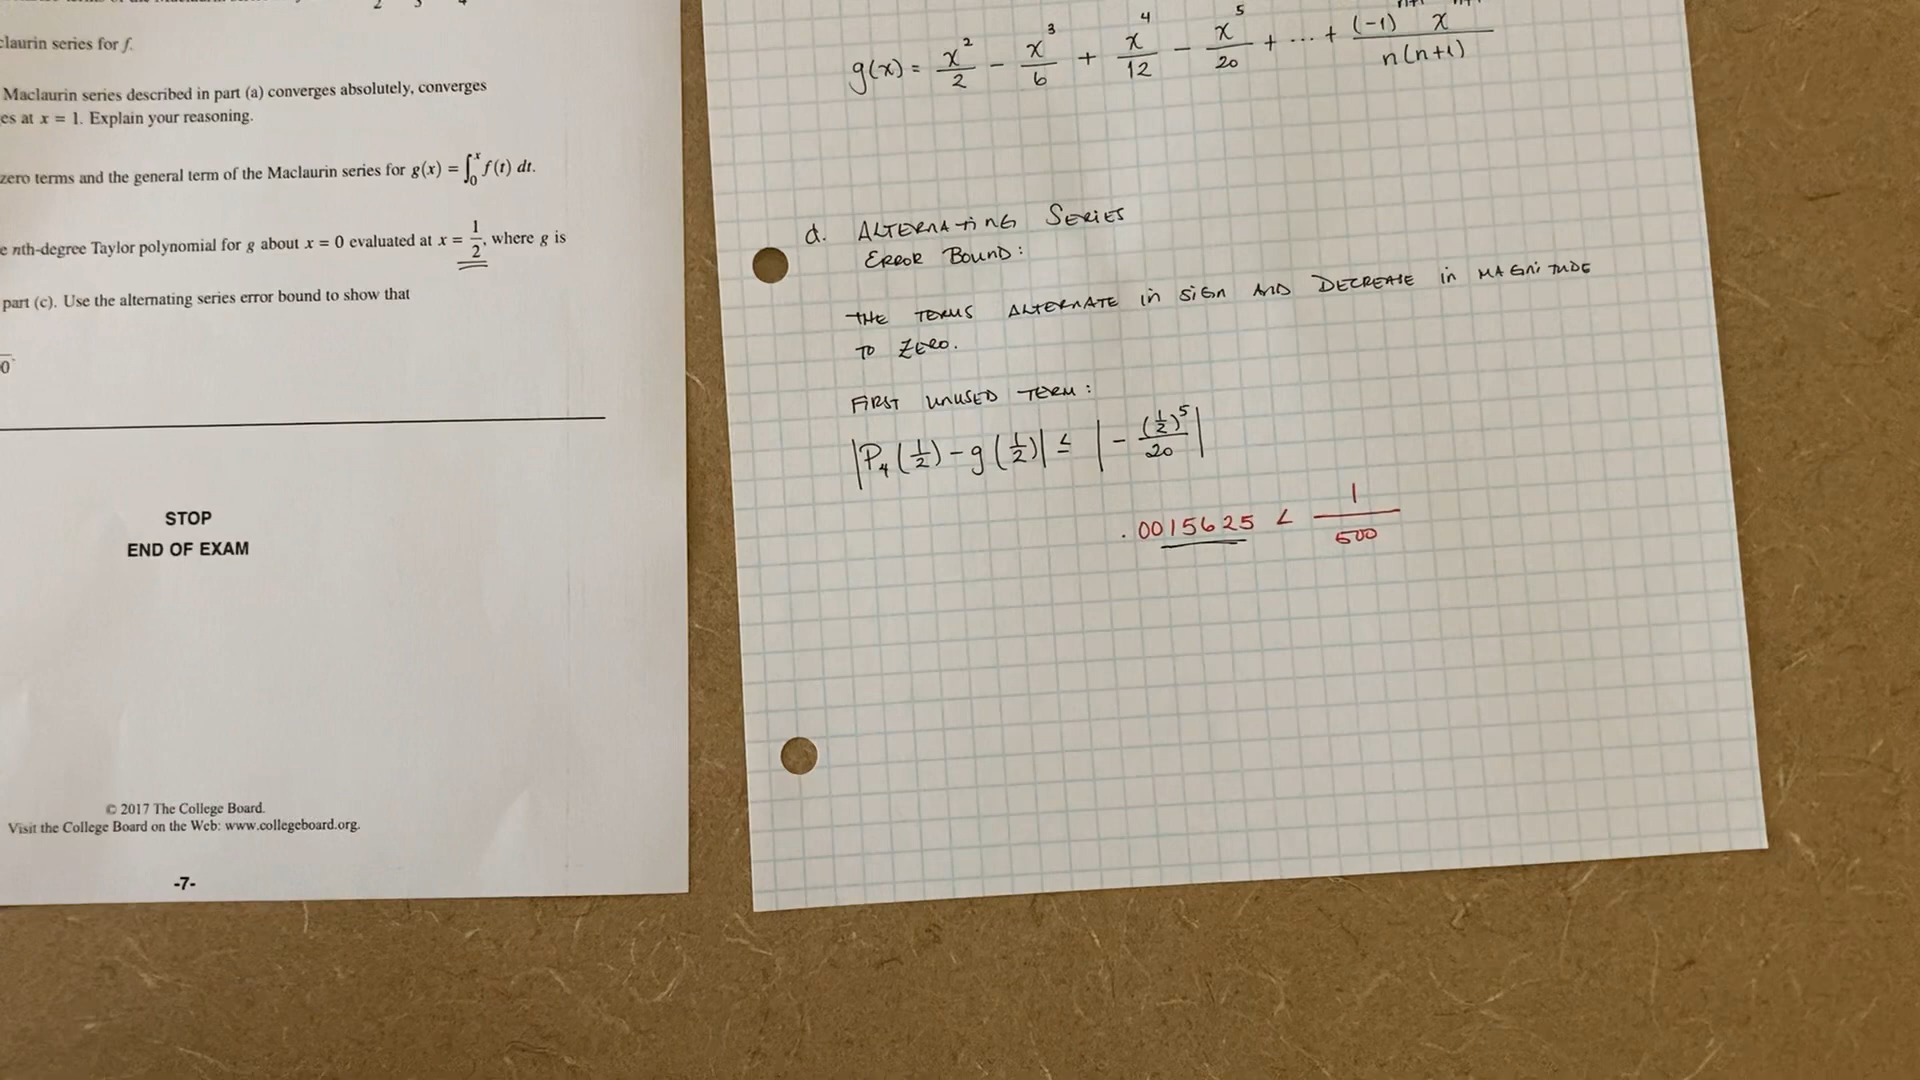 claurin series for f.
Maclaurin series described in part (a) converges absolutely, converges
es at x = 1. Explain your reasoning.
zero terms and the general term of the Maclaurin series for g(x) = ∫₀ˣ f(t) dt.
e nth-degree Taylor polynomial for g about x = 0 evaluated at x = 1/2, where g is
part (c). Use the alternating series error bound to show that
0
STOP
END OF EXAM
© 2017 The College Board.
Visit the College Board on the Web: www.collegeboard.org.
-7-
g(x) = x²/2 − x³/6 + x⁴/12 − x⁵/20 + ... + (-1)ⁿ⁺¹ xⁿ⁺¹/n(n+1)
d. ALTERNATING SERIES
ERROR BOUND:
THE TERMS ALTERNATE in SiGn AND DECREASE in MAGNiTUDE
TO ZERO.
FIRST UNUSED TERM:
|P₄(1/2) − g(1/2)| ≤ |−(1/2)⁵/20|
.0015625 < 1/500